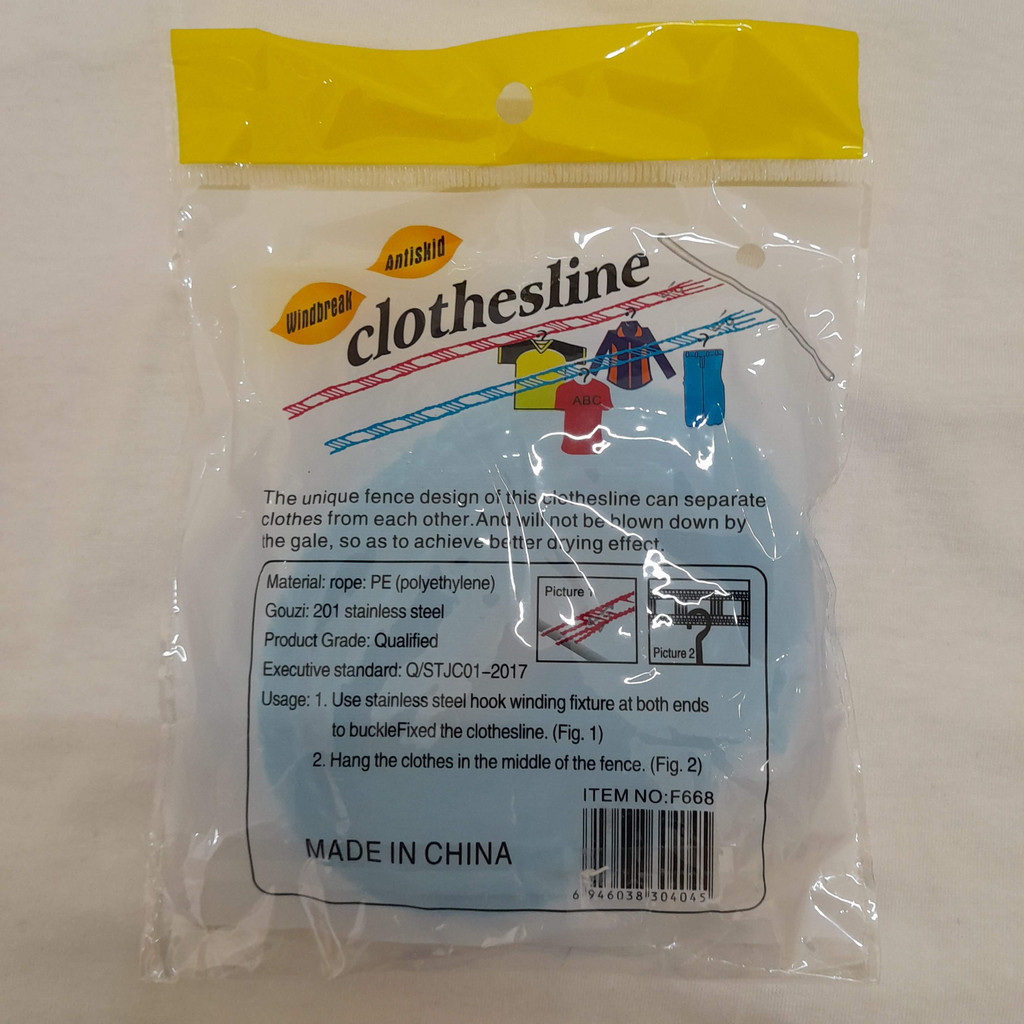 Antiskid
Windbreak
clothesline
ABC
The unique fence design of this clothesline can separate
clothes from each other.And will not be blown down by
the gale, so as to achieve better drying effect.
Material: rope: PE (polyethylene)
Gouzi: 201 stainless steel
Product Grade: Qualified
Executive standard: Q/STJC01-2017
Usage: 1. Use stainless steel hook winding fixture at both ends
to buckleFixed the clothesline. (Fig. 1)
2. Hang the clothes in the middle of the fence. (Fig. 2)
Picture 1
Picture 2
ITEM NO:F668
MADE IN CHINA
6 946038 304045